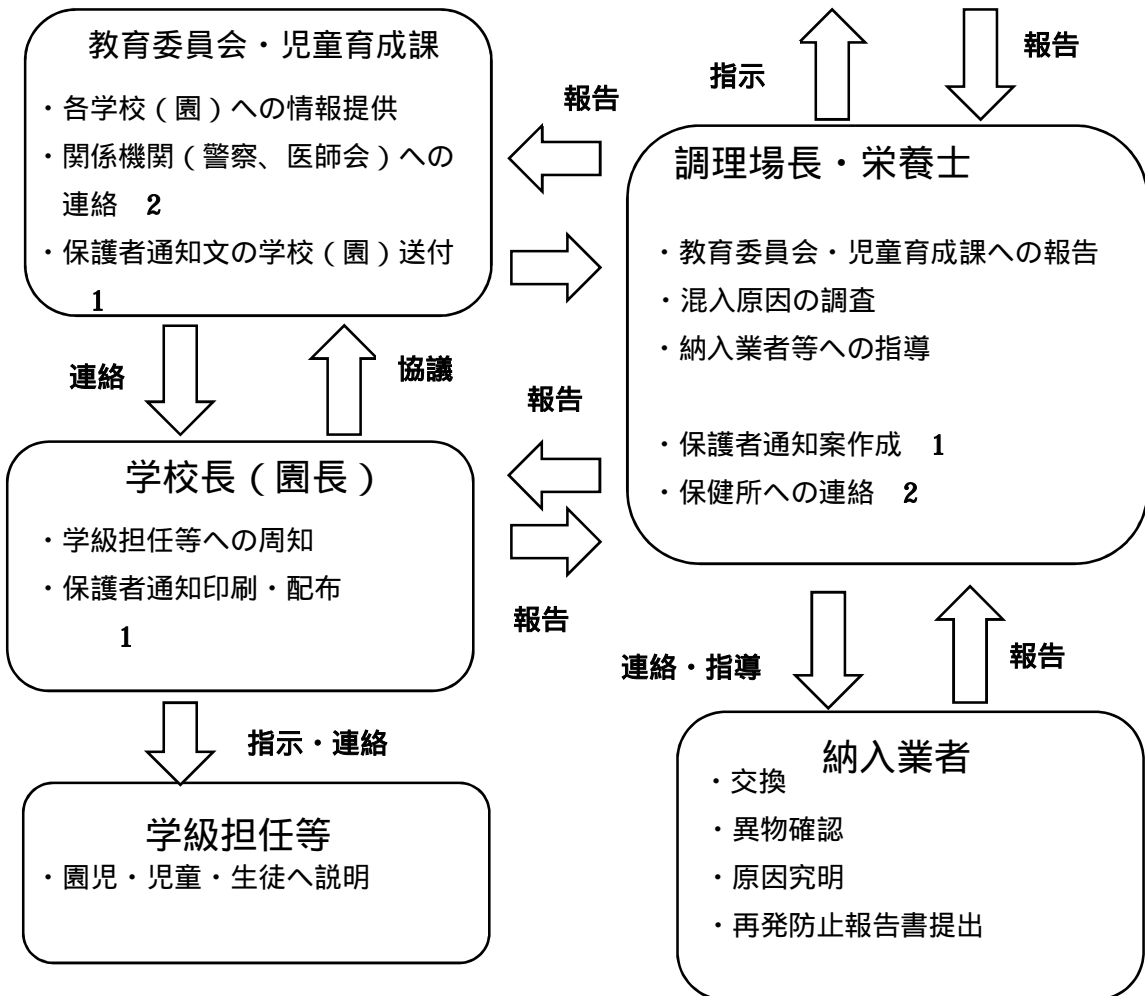 指示
報告
教育委員会・児童育成課
・各学校（園）への情報提供
・関係機関（警察、医師会）への
連絡　2
・保護者通知文の学校（園）送付
1
報告
調理場長・栄養士
・教育委員会・児童育成課への報告
・混入原因の調査
・納入業者等への指導
・保護者通知案作成　1
・保健所への連絡　2
連絡
協議
報告
学校長（園長）
・学級担任等への周知
・保護者通知印刷・配布
1
報告
連絡・指導
報告
指示・連絡
学級担任等
・園児・児童・生徒へ説明
納入業者
・交換
・異物確認
・原因究明
・再発防止報告書提出